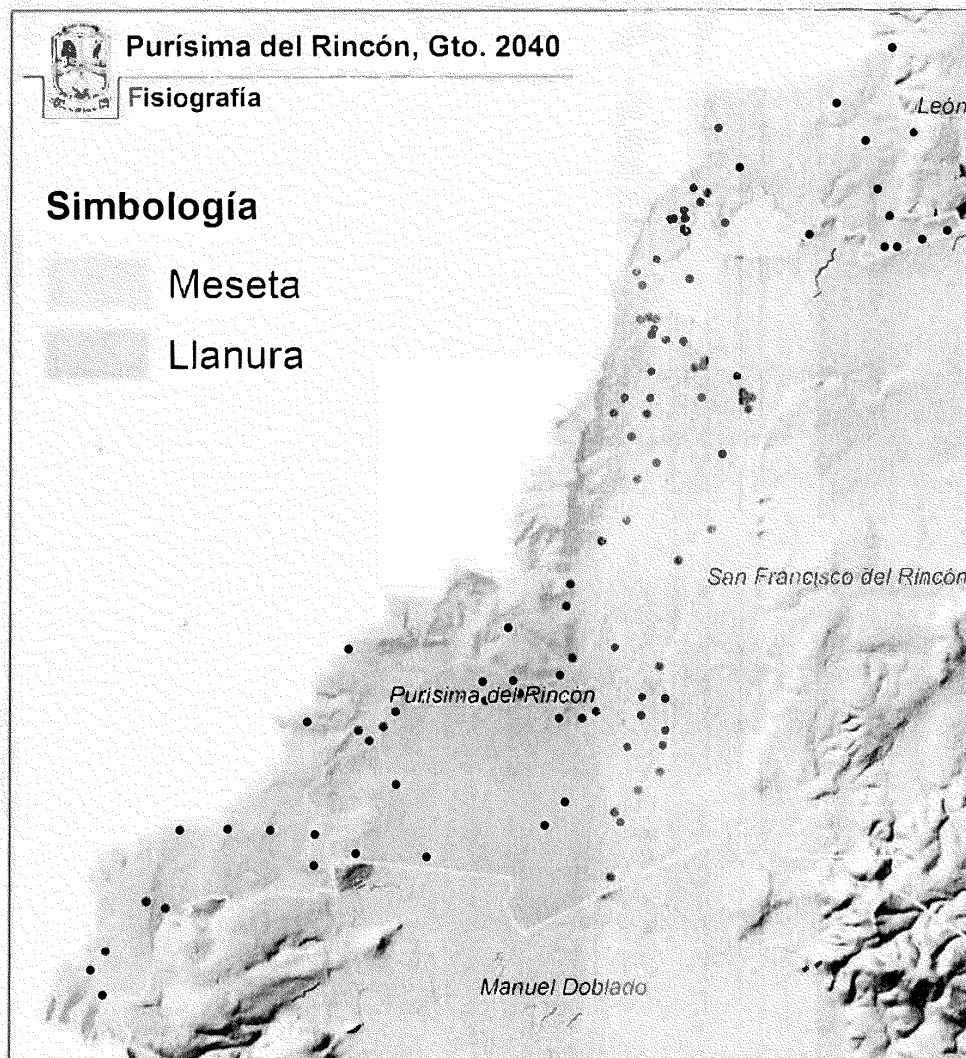 Purísima del Rincón, Gto. 2040
Fisiografía
León
Simbología
Meseta
Llanura
San Francisco del Rincón
Purísima del Rincón
Manuel Doblado